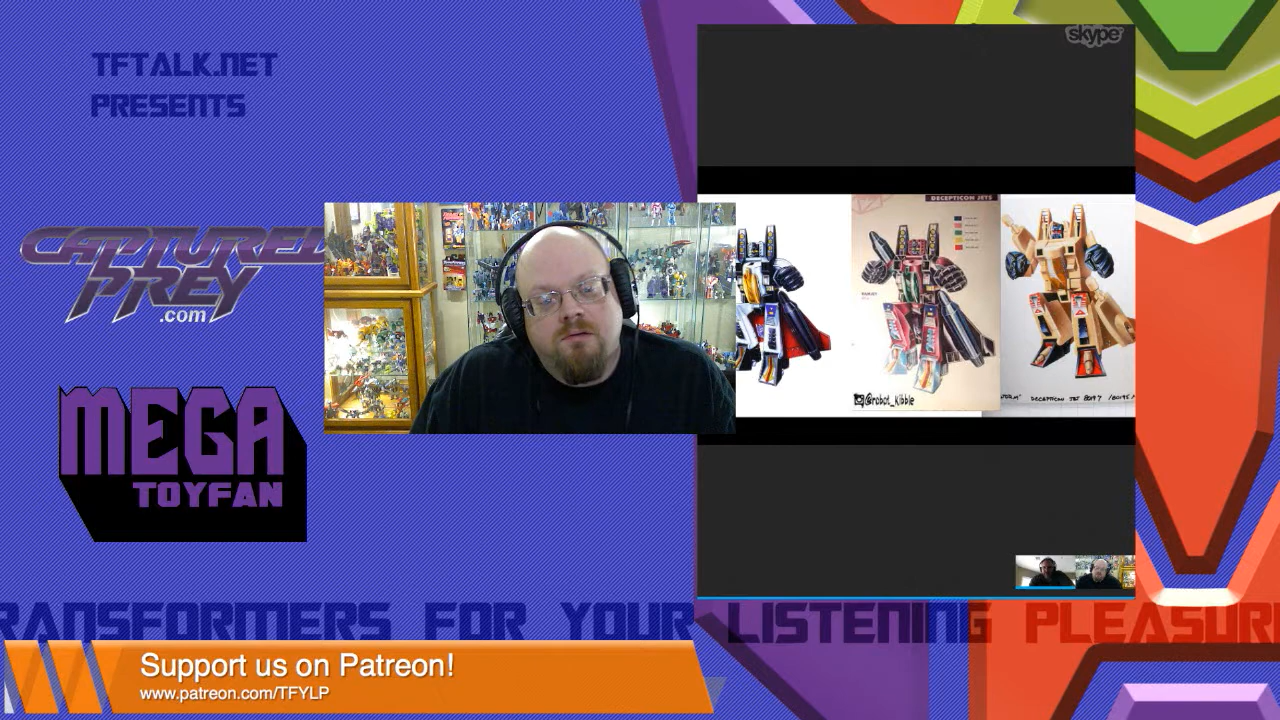 TFTALK.NET
PRESENTS
skype
CAPTURED
PREY
.com
MEGA
TOYFAN
DECEPTICON JETS
@robot_kibble
DECEPTICON JET
RANSFORMERS FOR YOUR LISTENING PLEASUR
Support us on Patreon!
www.patreon.com/TFYLP